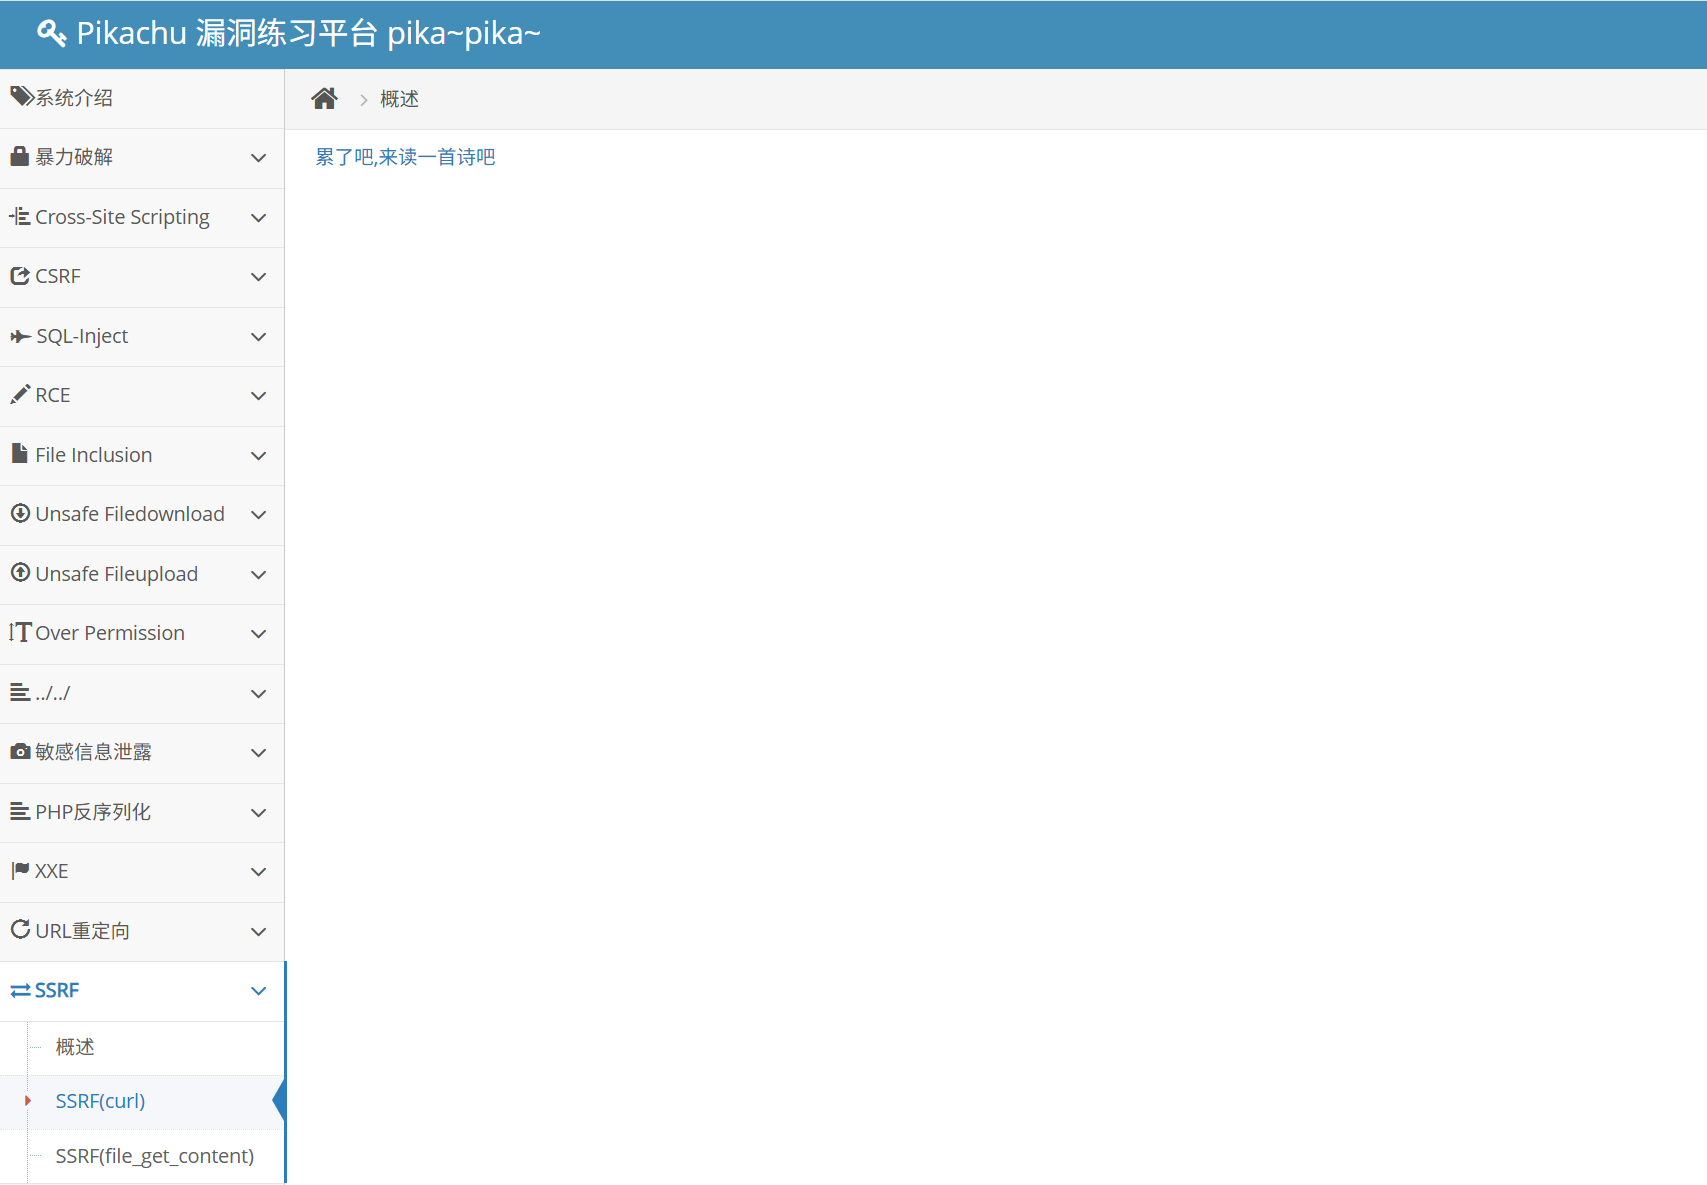 Pikachu 漏洞练习平台 pika~pika~
系统介绍
暴力破解
Cross-Site Scripting
CSRF
SQL-Inject
RCE
File Inclusion
Unsafe Filedownload
Unsafe Fileupload
Over Permission
../../
敏感信息泄露
PHP反序列化
XXE
URL重定向
SSRF
概述
SSRF(curl)
SSRF(file_get_content)
概述
累了吧,来读一首诗吧